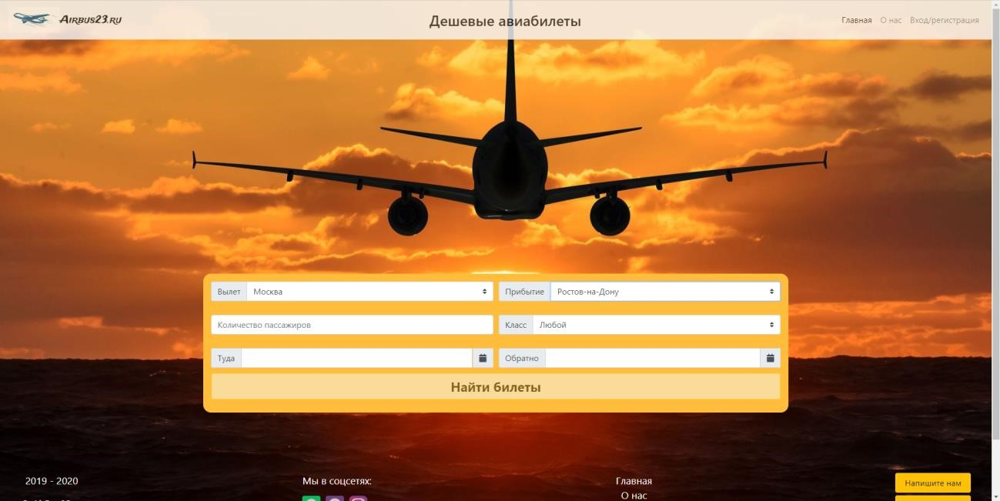 Airbus23.ru
Дешевые авиабилеты
Главная О нас Вход/регистрация
Вылет Москва Прибытие Ростов-на-Дону
Количество пассажиров Класс Любой
Туда Обратно
Найти билеты
2019 - 2020 Мы в соцсетях: Главная Напишите нам
О нас